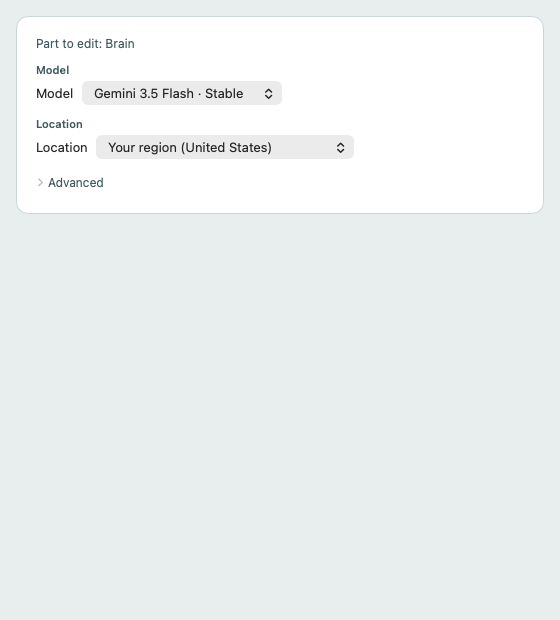 Part to edit: Brain
Model
Model Gemini 3.5 Flash · Stable
Location
Location Your region (United States)
Advanced